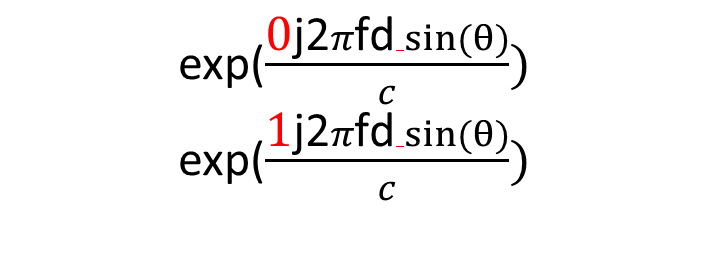 exp(0j2πfd_sin(θ)/c)
exp(1j2πfd_sin(θ)/c)